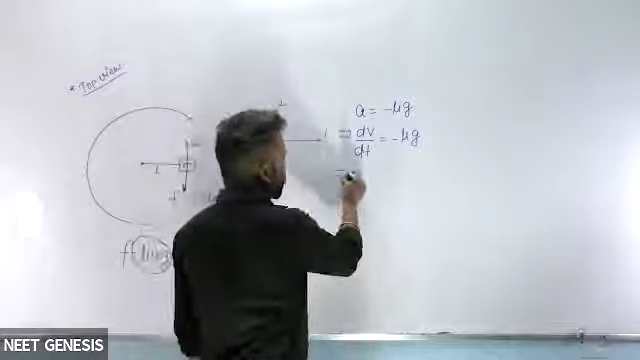 * Top view
a = -μg
⇒ dv/dt = -μg
=
L
NEET GENESIS